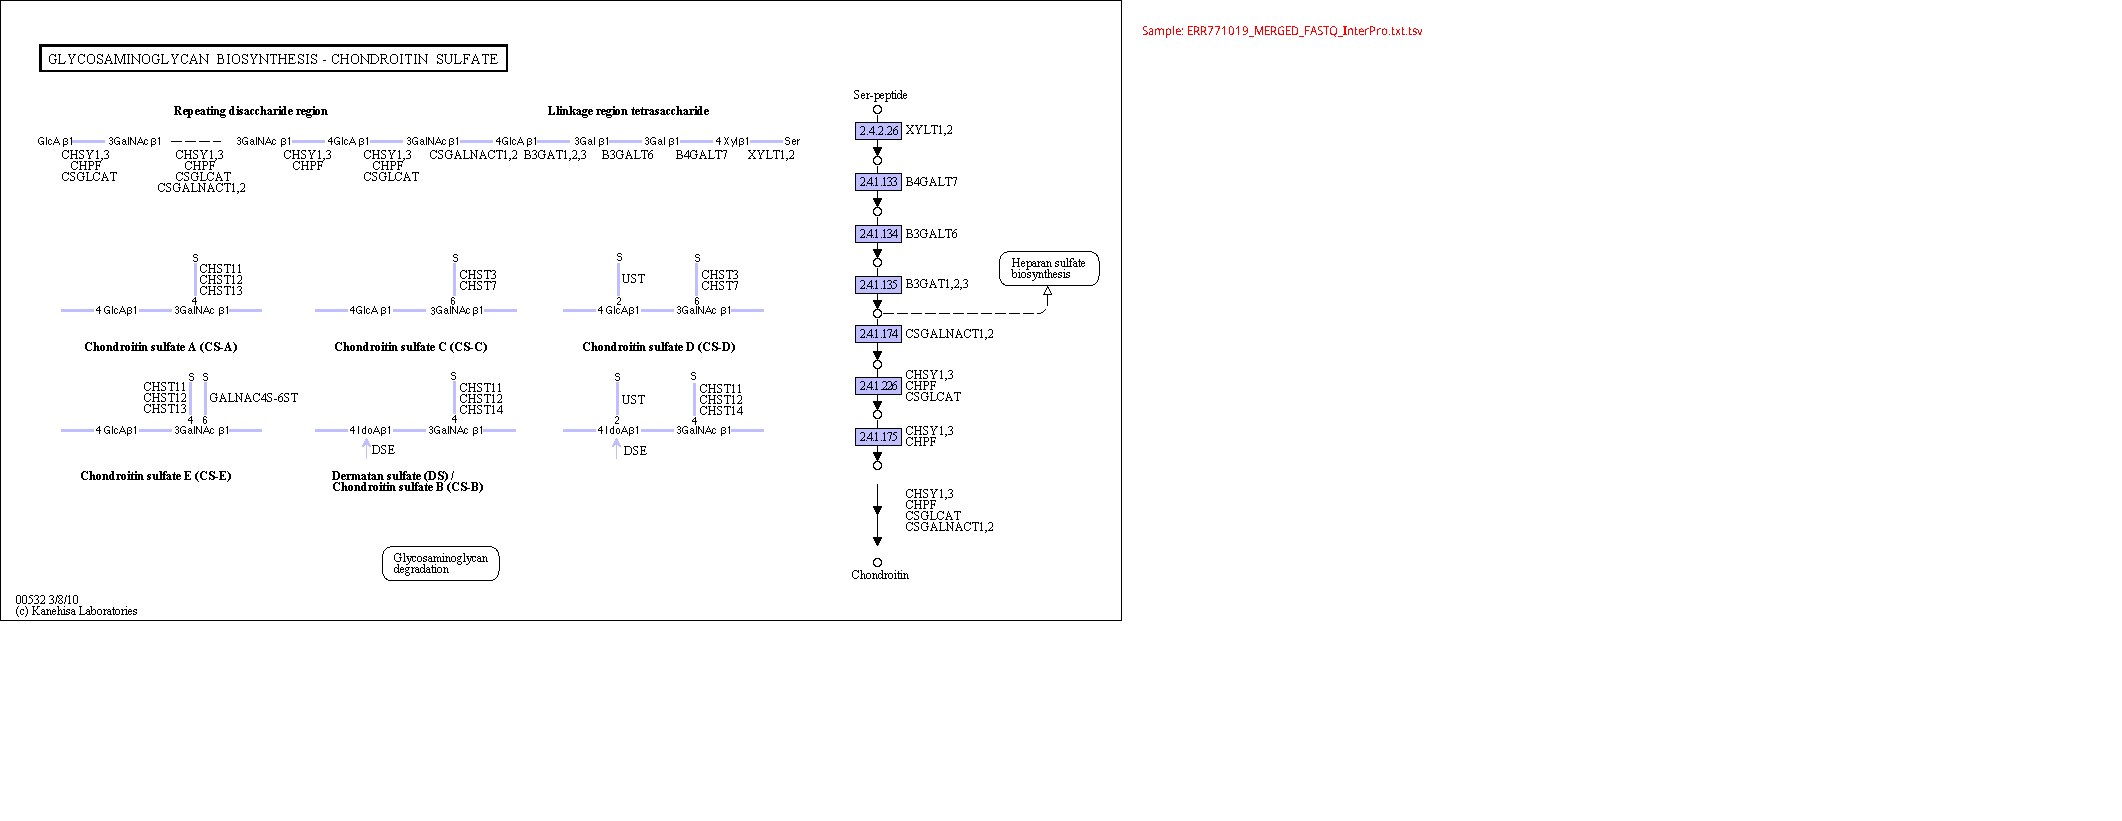 Sample: ERR771019_MERGED_FASTQ_InterPro.txt.tsv
GLYCOSAMINOGLYCAN BIOSYNTHESIS - CHONDROITIN SULFATE
Repeating disaccharide region
Llinkage region tetrasaccharide
GlcA β1 3GalNAc β1 3GalNAc β1 4GlcA β1 3GalNAc β1 4GlcA β1 3Gal β1 3Gal β1 4 Xylβ1 Ser
CHSY1,3 CHSY1,3 CHSY1,3 CHSY1,3 CSGALNACT1,2 B3GAT1,2,3 B3GALT6 B4GALT7 XYLT1,2
CHPF CHPF CHPF CHPF
CSGLCAT CSGLCAT CSGLCAT
CSGALNACT1,2
S
CHST11
CHST12
CHST13
4
4 GlcAβ1 3GalNAc β1
Chondroitin sulfate A (CS-A)
S
CHST3
CHST7
6
4GlcA β1 3GalNAc β1
Chondroitin sulfate C (CS-C)
S S
UST
CHST3
CHST7
2 6
4 GlcAβ1 3GalNAc β1
Chondroitin sulfate D (CS-D)
S S
CHST11
CHST12
CHST13
GALNAC4S-6ST
4 6
4 GlcAβ1 3GalNAc β1
Chondroitin sulfate E (CS-E)
S
CHST11
CHST12
CHST14
4
4IdoAβ1 3GalNAc β1
DSE
Dermatan sulfate (DS) /
Chondroitin sulfate B (CS-B)
S S
UST
CHST11
CHST12
CHST14
2 4
4IdoAβ1 3GalNAc β1
DSE
Glycosaminoglycan
degradation
Ser-peptide
2.4.2.26 XYLT1,2
2.4.1.133 B4GALT7
2.4.1.134 B3GALT6
2.4.1.135 B3GAT1,2,3
Heparan sulfate
biosynthesis
2.4.1.174 CSGALNACT1,2
2.4.1.226
CHSY1,3
CHPF
CSGLCAT
2.4.1.175
CHSY1,3
CHPF
CHSY1,3
CHPF
CSGLCAT
CSGALNACT1,2
Chondroitin
00532 3/8/10
(c) Kanehisa Laboratories